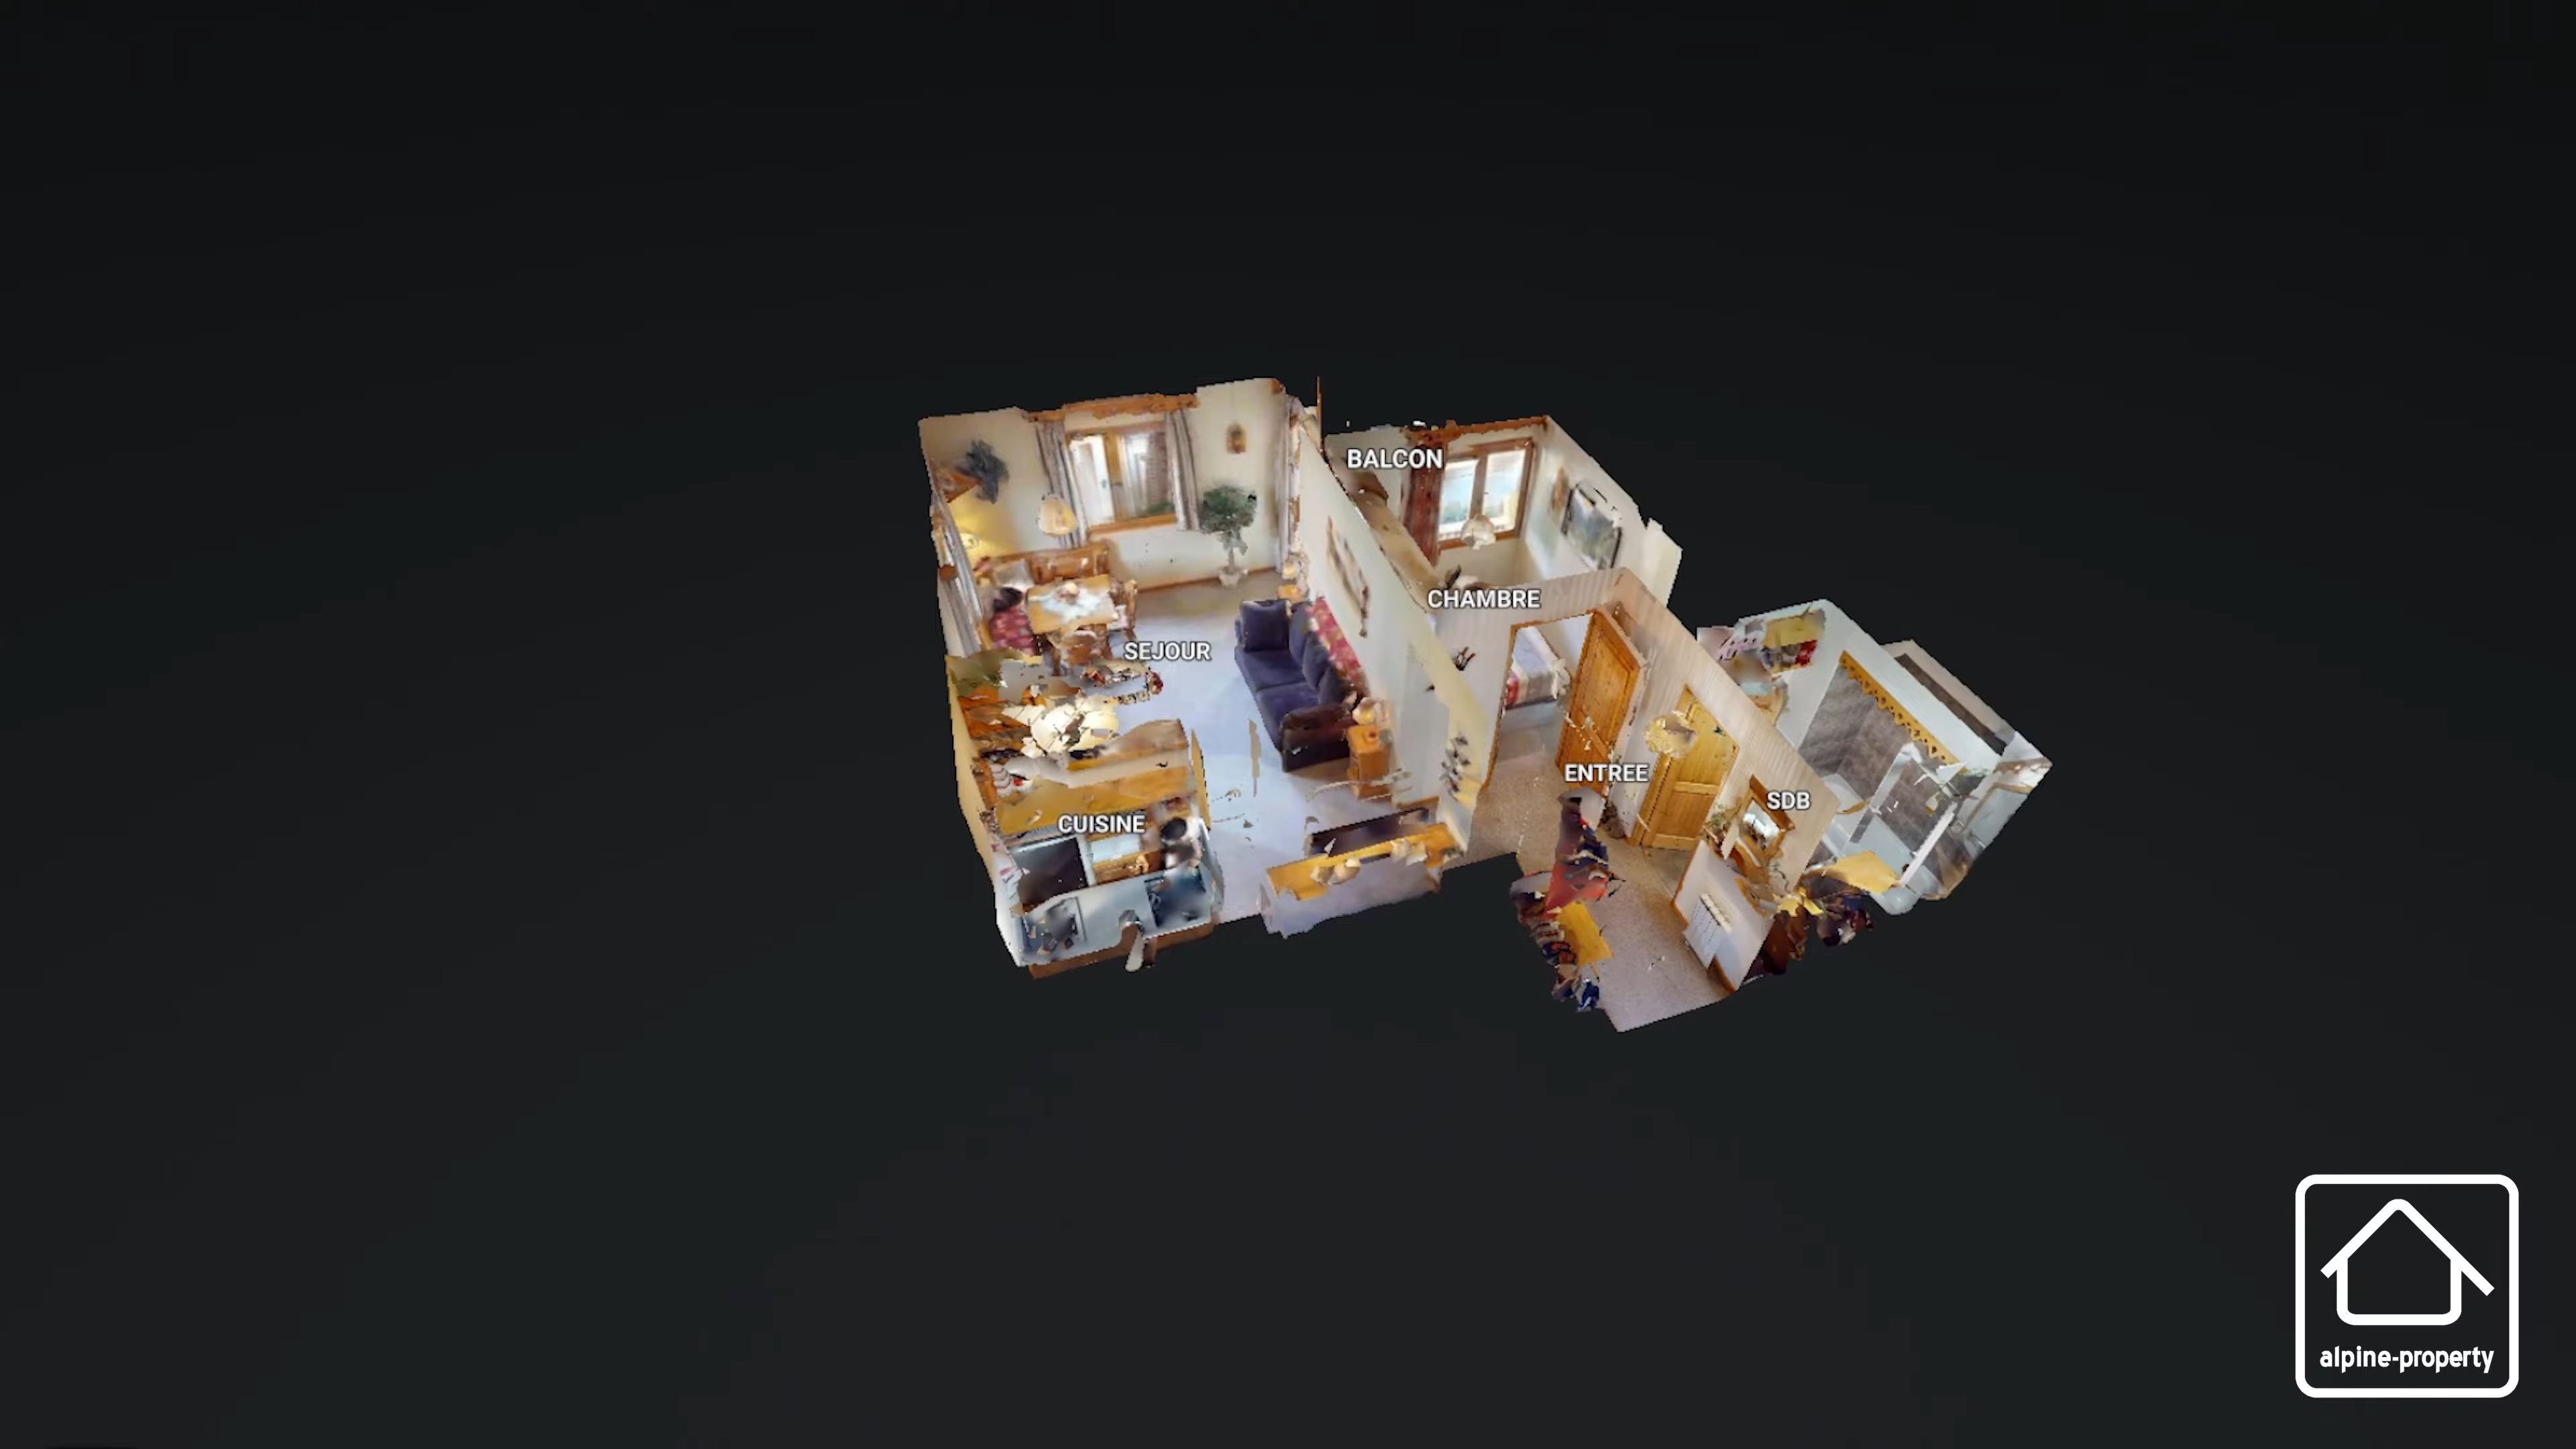 BALCON
CHAMBRE
SEJOUR
ENTREE
SDB
CUISINE
alpine-property